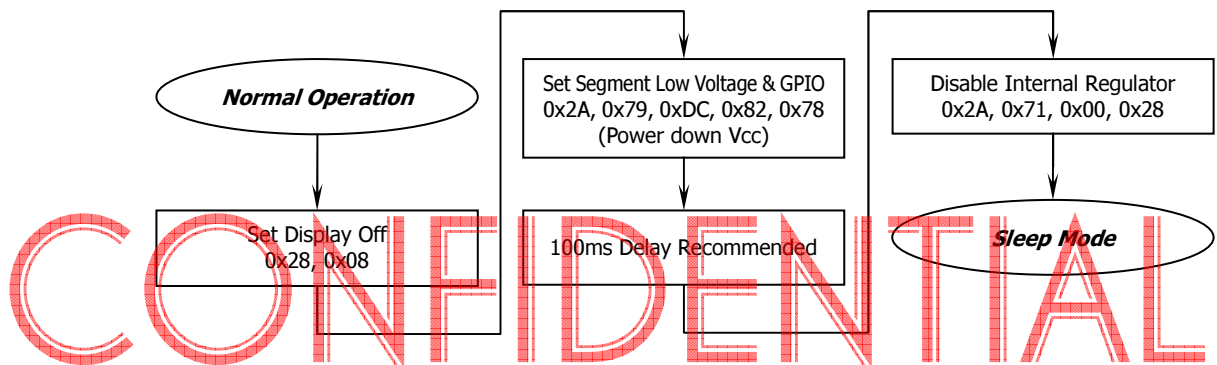 Normal Operation
Set Display Off
0x28, 0x08
Set Segment Low Voltage & GPIO
0x2A, 0x79, 0xDC, 0x82, 0x78
(Power down Vcc)
100ms Delay Recommended
Disable Internal Regulator
0x2A, 0x71, 0x00, 0x28
Sleep Mode
CONFIDENTIAL